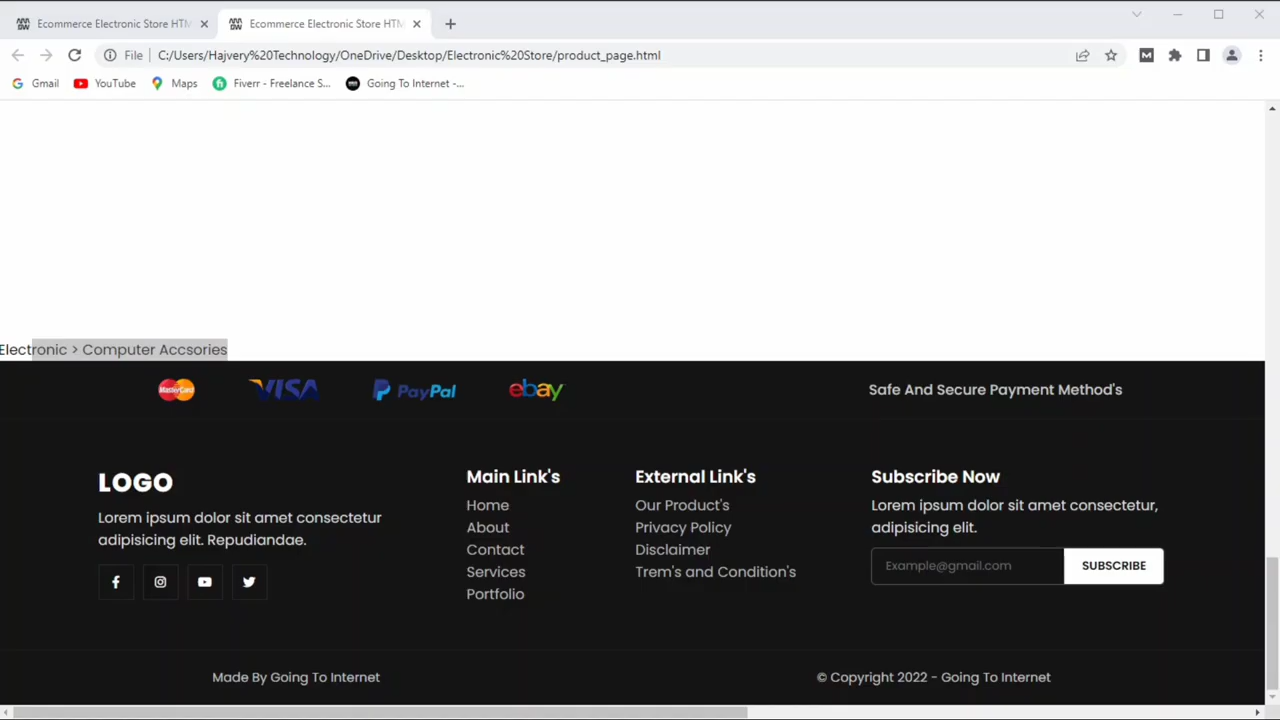 Ecommerce Electronic Store HTM
Ecommerce Electronic Store HTM
File
C:/Users/Hajvery%20Technology/OneDrive/Desktop/Electronic%20Store/product_page.html
M
Gmail
YouTube
Maps
Fiverr - Freelance S...
Going To Internet -...
Electronic > Computer Accsories
MasterCard
VISA
PayPal
ebay
Safe And Secure Payment Method's
LOGO
Lorem ipsum dolor sit amet consectetur
adipisicing elit. Repudiandae.
Main Link's
Home
About
Contact
Services
Portfolio
External Link's
Our Product's
Privacy Policy
Disclaimer
Trem's and Condition's
Subscribe Now
Lorem ipsum dolor sit amet consectetur,
adipisicing elit.
Example@gmail.com
SUBSCRIBE
Made By Going To Internet
© Copyright 2022 - Going To Internet